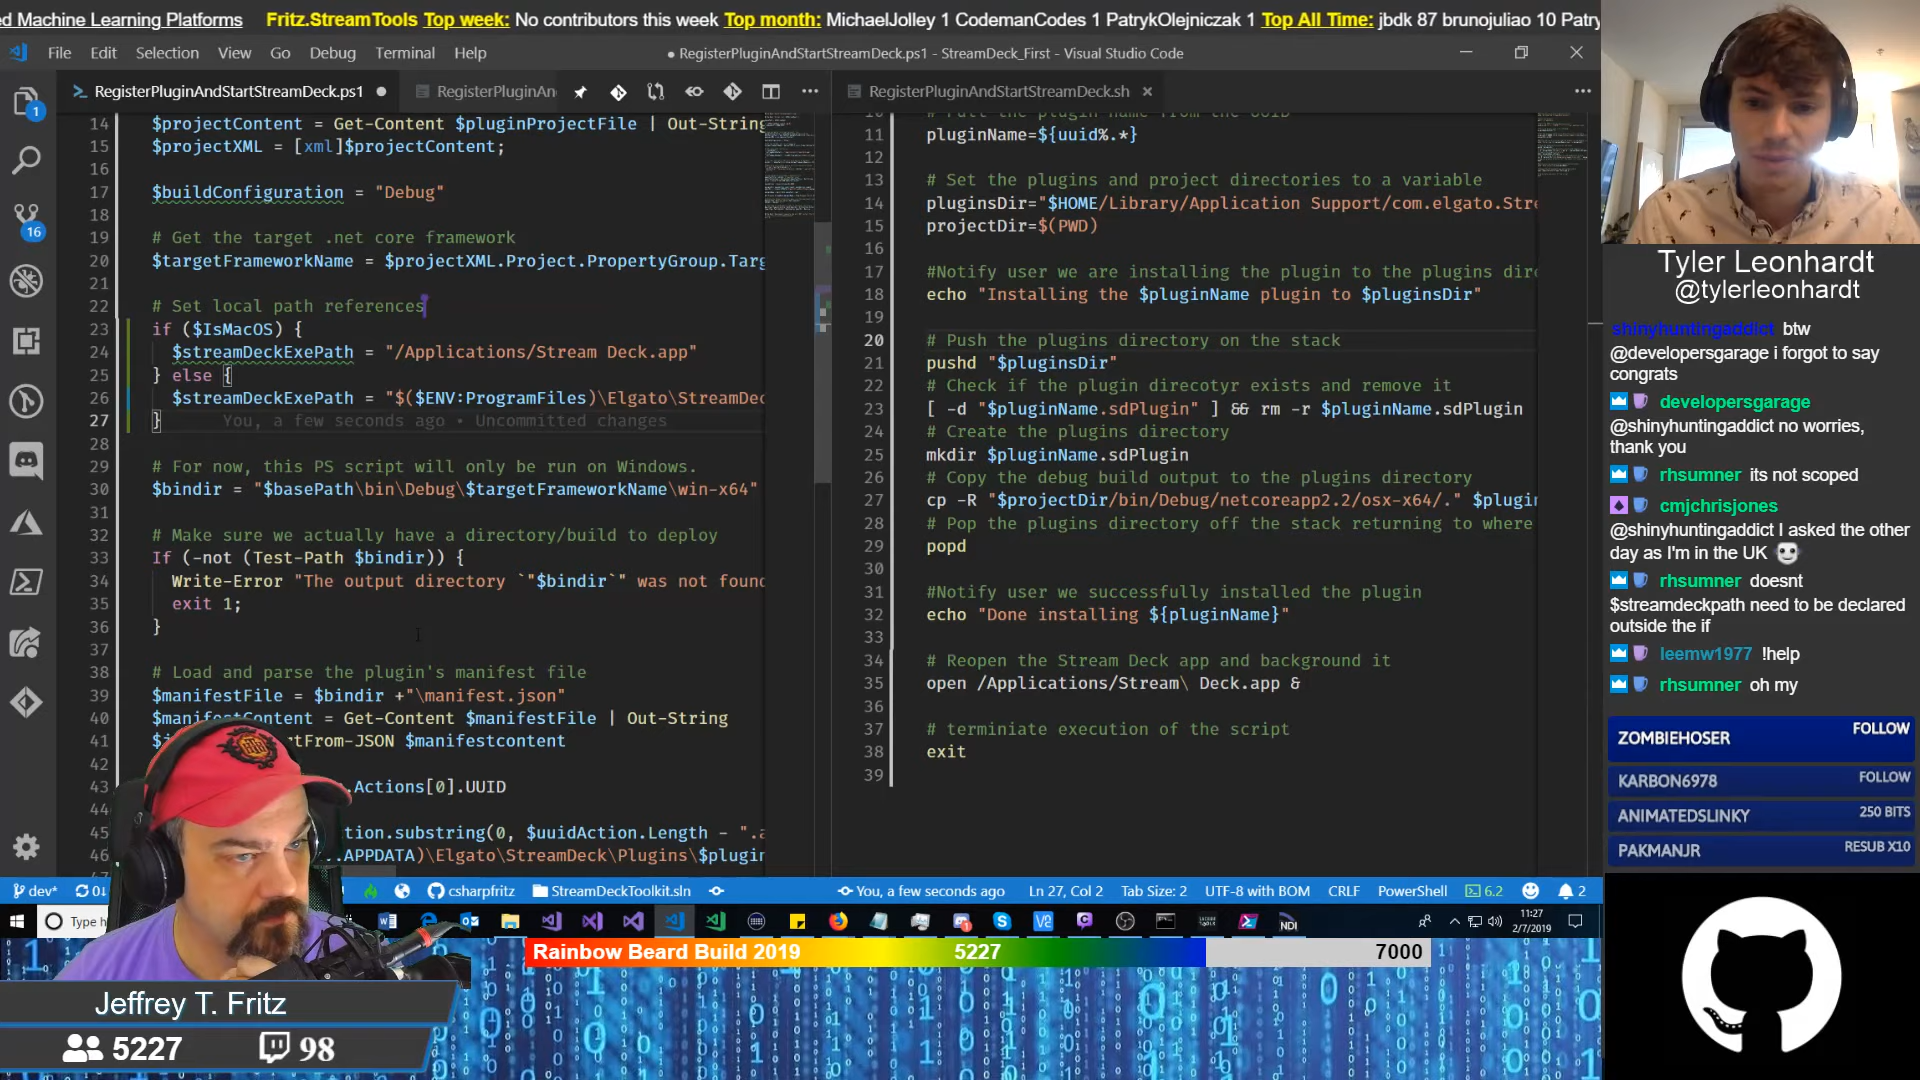 ed Machine Learning Platforms Fritz.StreamTools Top week: No contributors this week Top month: MichaelJolley 1 CodemanCodes 1 PatrykOlejniczak 1 Top All Time: jbdk 87 brunojuliao 10 Patry
File Edit Selection View Go Debug Terminal Help
● RegisterPluginAndStartStreamDeck.ps1 - StreamDeck_First - Visual Studio Code
RegisterPluginAndStartStreamDeck.ps1 ●
RegisterPluginAn
RegisterPluginAndStartStreamDeck.sh ×
14 $projectContent = Get-Content $pluginProjectFile | Out-String
15 $projectXML = [xml]$projectContent;
16
17 $buildConfiguration = "Debug"
18
19 # Get the target .net core framework
20 $targetFrameworkName = $projectXML.Project.PropertyGroup.Targ
21
22 # Set local path references
23 if ($IsMacOS) {
24 $streamDeckExePath = "/Applications/Stream Deck.app"
25 } else {
26 $streamDeckExePath = "$($ENV:ProgramFiles)\Elgato\StreamDec
27 } You, a few seconds ago • Uncommitted changes
28
29 # For now, this PS script will only be run on Windows.
30 $bindir = "$basePath\bin\Debug\$targetFrameworkName\win-x64"
31
32 # Make sure we actually have a directory/build to deploy
33 If (-not (Test-Path $bindir)) {
34 Write-Error "The output directory `"$bindir`" was not found
35 exit 1;
36 }
37
38 # Load and parse the plugin's manifest file
39 $manifestFile = $bindir +"\manifest.json"
40 $manifestContent = Get-Content $manifestFile | Out-String
41 rtFrom-JSON $manifestcontent
42
43 .Actions[0].UUID
44
45 tion.substring(0, $uuidAction.Length - ".a
46 .APPDATA)\Elgato\StreamDeck\Plugins\$plugin
11 pluginName=${uuid%.*}
12
13 # Set the plugins and project directories to a variable
14 pluginsDir="$HOME/Library/Application Support/com.elgato.Stre
15 projectDir=$(PWD)
16
17 #Notify user we are installing the plugin to the plugins dire
18 echo "Installing the $pluginName plugin to $pluginsDir"
19
20 # Push the plugins directory on the stack
21 pushd "$pluginsDir"
22 # Check if the plugin direcotyr exists and remove it
23 [ -d "$pluginName.sdPlugin" ] && rm -r $pluginName.sdPlugin
24 # Create the plugins directory
25 mkdir $pluginName.sdPlugin
26 # Copy the debug build output to the plugins directory
27 cp -R "$projectDir/bin/Debug/netcoreapp2.2/osx-x64/." $plugin
28 # Pop the plugins directory off the stack returning to where
29 popd
30
31 #Notify user we successfully installed the plugin
32 echo "Done installing ${pluginName}"
33
34 # Reopen the Stream Deck app and background it
35 open /Applications/Stream\ Deck.app &
36
37 # terminiate execution of the script
38 exit
39
1
16
dev* 0↓ csharpfritz StreamDeckToolkit.sln You, a few seconds ago Ln 27, Col 2 Tab Size: 2 UTF-8 with BOM CRLF PowerShell 6.2 2
Type h
NDI
11:27
2/7/2019
Rainbow Beard Build 2019 5227 7000
Jeffrey T. Fritz
5227 98
Tyler Leonhardt
@tylerleonhardt
shinyhuntingaddict btw
@developersgarage i forgot to say
congrats
developersgarage
@shinyhuntingaddict no worries,
thank you
rhsumner its not scoped
cmjchrisjones
@shinyhuntingaddict I asked the other
day as I'm in the UK
rhsumner doesnt
$streamdeckpath need to be declared
outside the if
leemw1977 !help
rhsumner oh my
ZOMBIEHOSER FOLLOW
KARBON6978 FOLLOW
ANIMATEDSLINKY 250 BITS
PAKMANJR RESUB X10